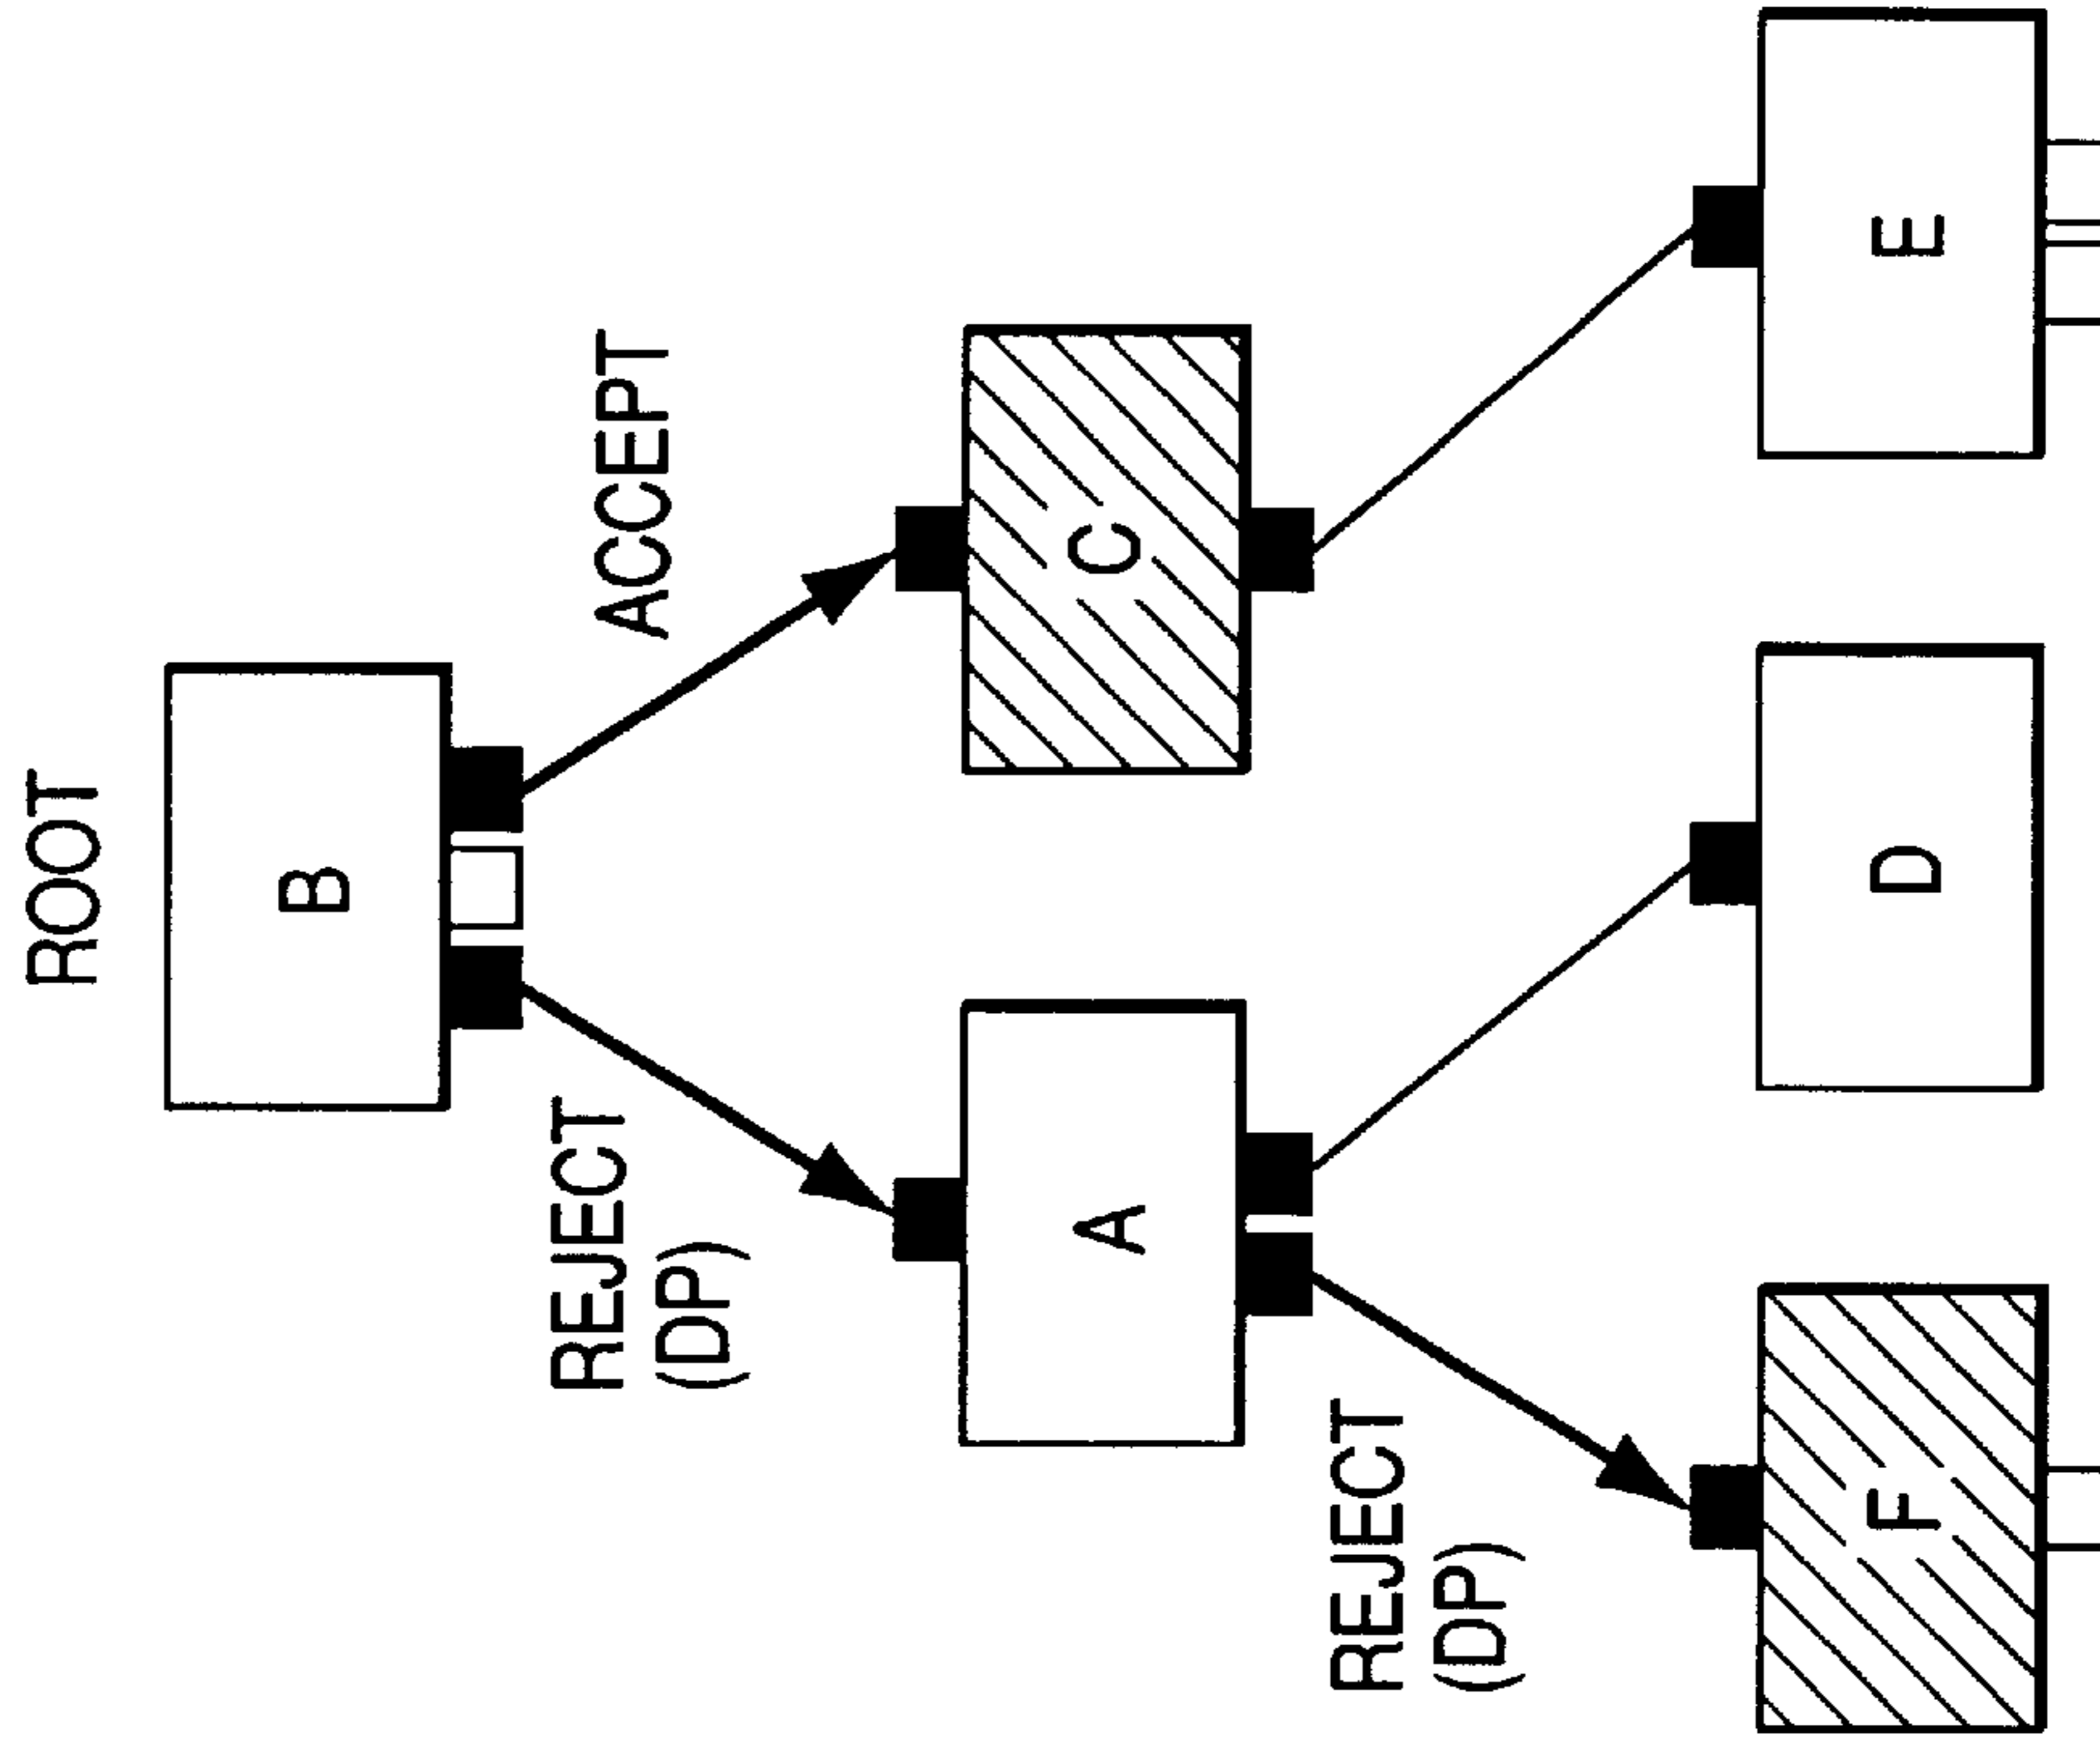 ROOT
B
ACCEPT
REJECT
(DP)
C
A
REJECT
(DP)
E
D
F